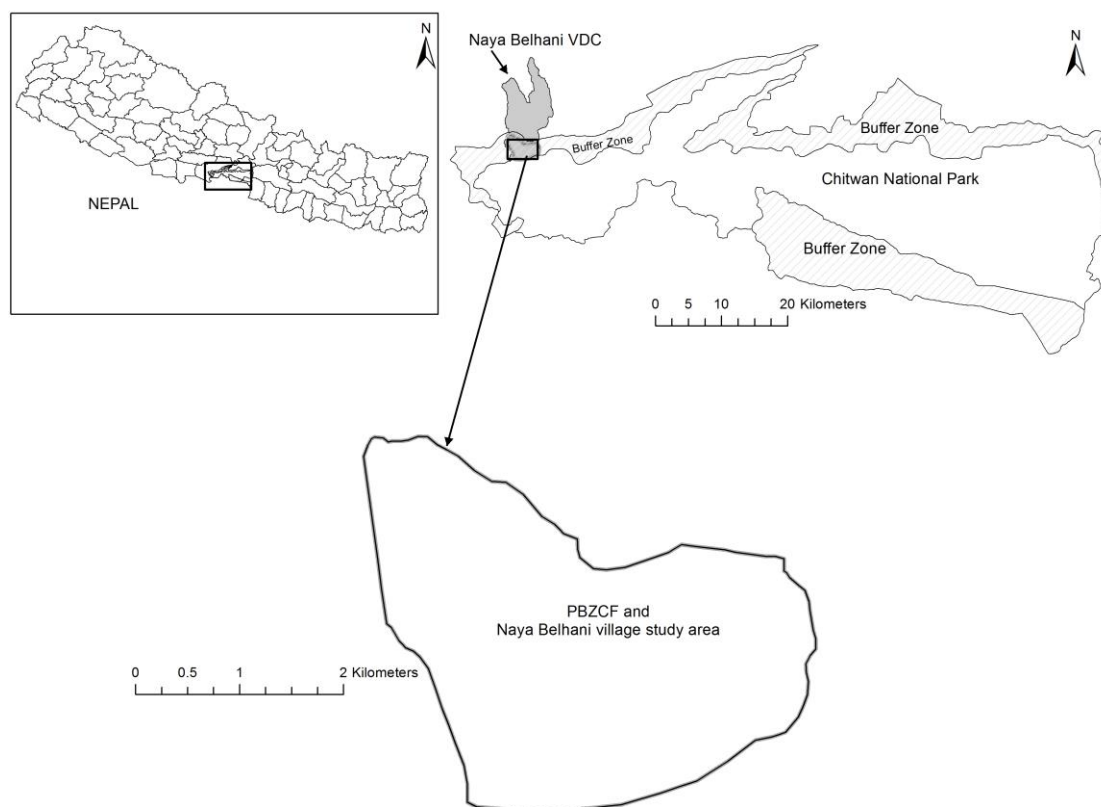 N
NEPAL
Naya Belhani VDC
N
Buffer Zone
Buffer Zone
Chitwan National Park
Buffer Zone
0 5 10 20 Kilometers
PBZCF and
Naya Belhani village study area
0 0.5 1 2 Kilometers